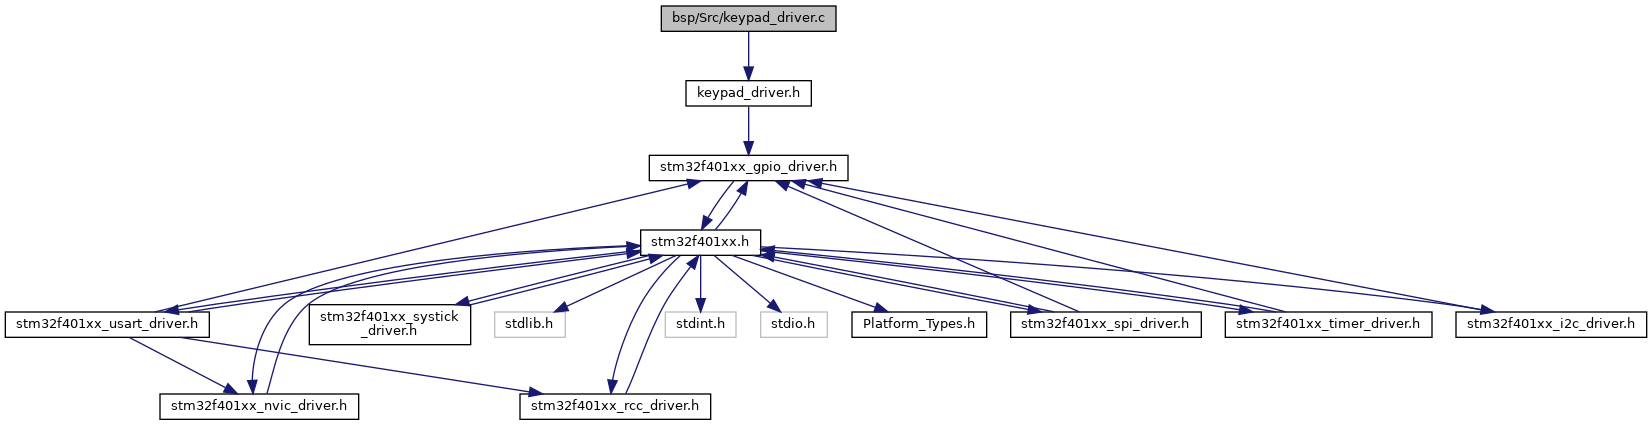 bsp/Src/keypad_driver.c
keypad_driver.h
stm32f401xx_gpio_driver.h
stm32f401xx.h
stm32f401xx_usart_driver.h
stm32f401xx_systick
_driver.h
stdlib.h
stdint.h
stdio.h
Platform_Types.h
stm32f401xx_spi_driver.h
stm32f401xx_timer_driver.h
stm32f401xx_i2c_driver.h
stm32f401xx_nvic_driver.h
stm32f401xx_rcc_driver.h